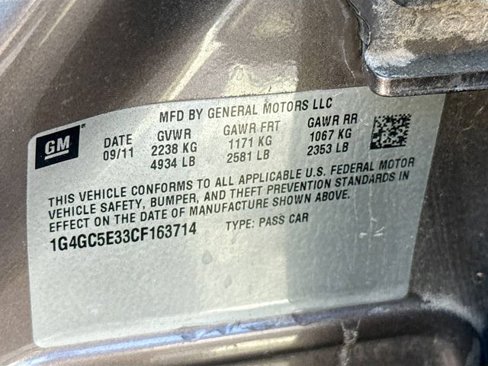 MFD BY GENERAL MOTORS LLC
GM
DATE GVWR GAWR FRT GAWR RR
09/11 2238 KG 1171 KG 1067 KG
4934 LB 2581 LB 2353 LB
THIS VEHICLE CONFORMS TO ALL APPLICABLE U.S. FEDERAL MOTOR
VEHICLE SAFETY, BUMPER, AND THEFT PREVENTION STANDARDS IN
EFFECT ON THE DATE OF MANUFACTURE SHOWN ABOVE.
1G4GC5E33CF163714 TYPE: PASS CAR